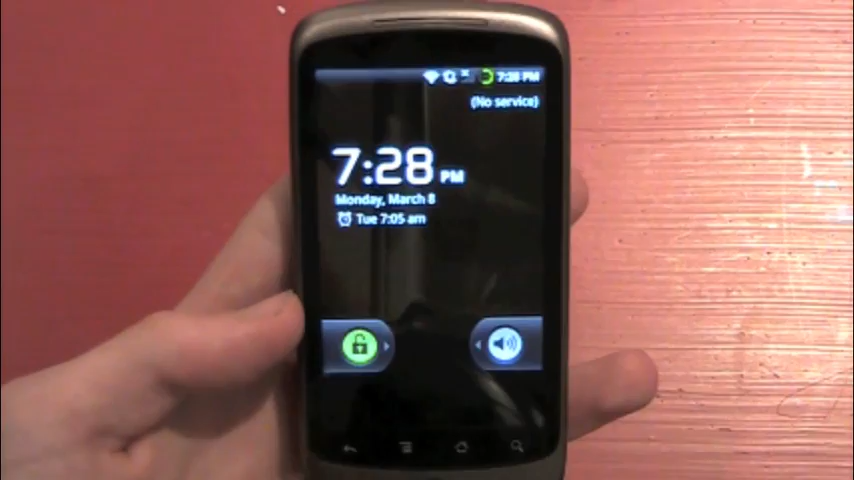 7:28 PM
(No service)
7:28 PM
Monday, March 8
Tue 7:05 am